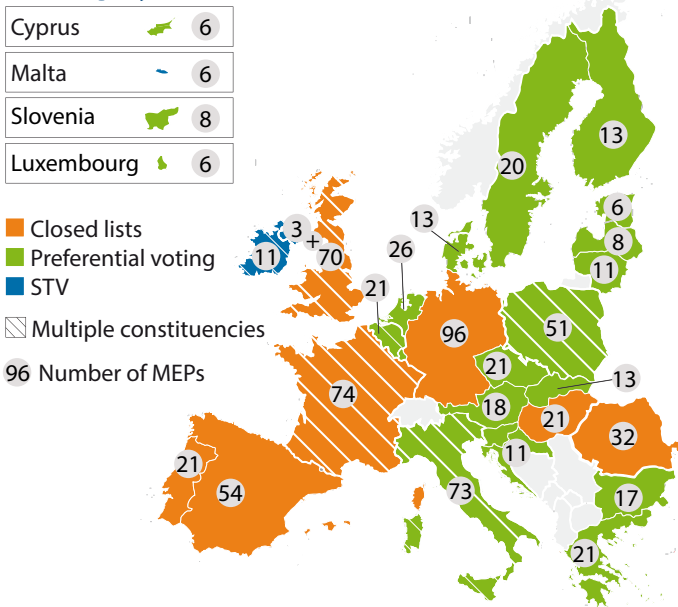 Cyprus 6
Malta 6
Slovenia 8
Luxembourg 6
Closed lists
Preferential voting
STV
Multiple constituencies
96 Number of MEPs
13
20
6
8
11
13
26
21
3
+
70
11
96
51
21
13
74
18
21
32
11
21
54
73
17
21